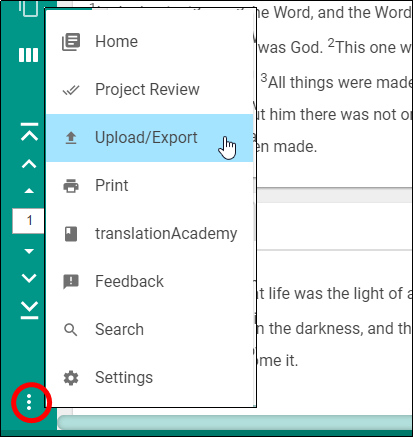 Home
Project Review
Upload/Export
Print
translationAcademy
Feedback
Search
Settings
1
the Word, and the Word
was God. ²This one w
³All things were made
ut him there was not or
en made.
t life was the light of a
n the darkness, and th
ome it.